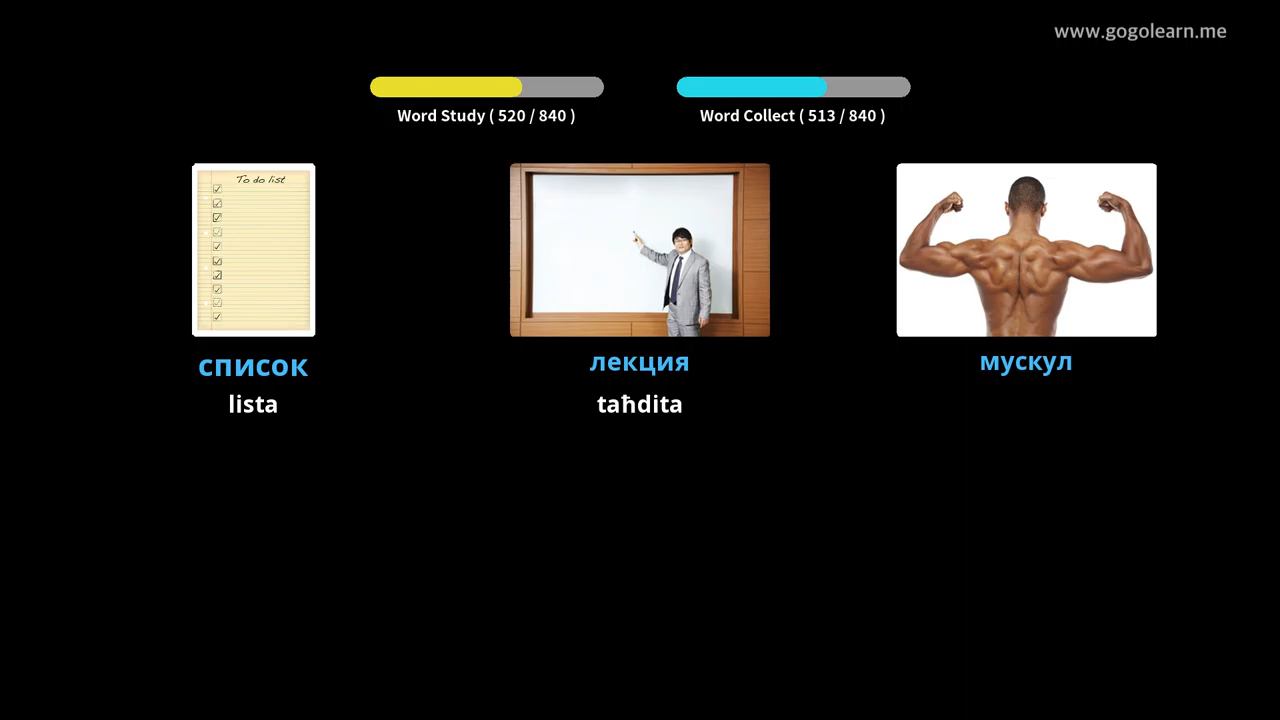 www.gogolearn.me
Word Study ( 520 / 840 )
Word Collect ( 513 / 840 )
To do list
список
лекция
мускул
lista
taħdita